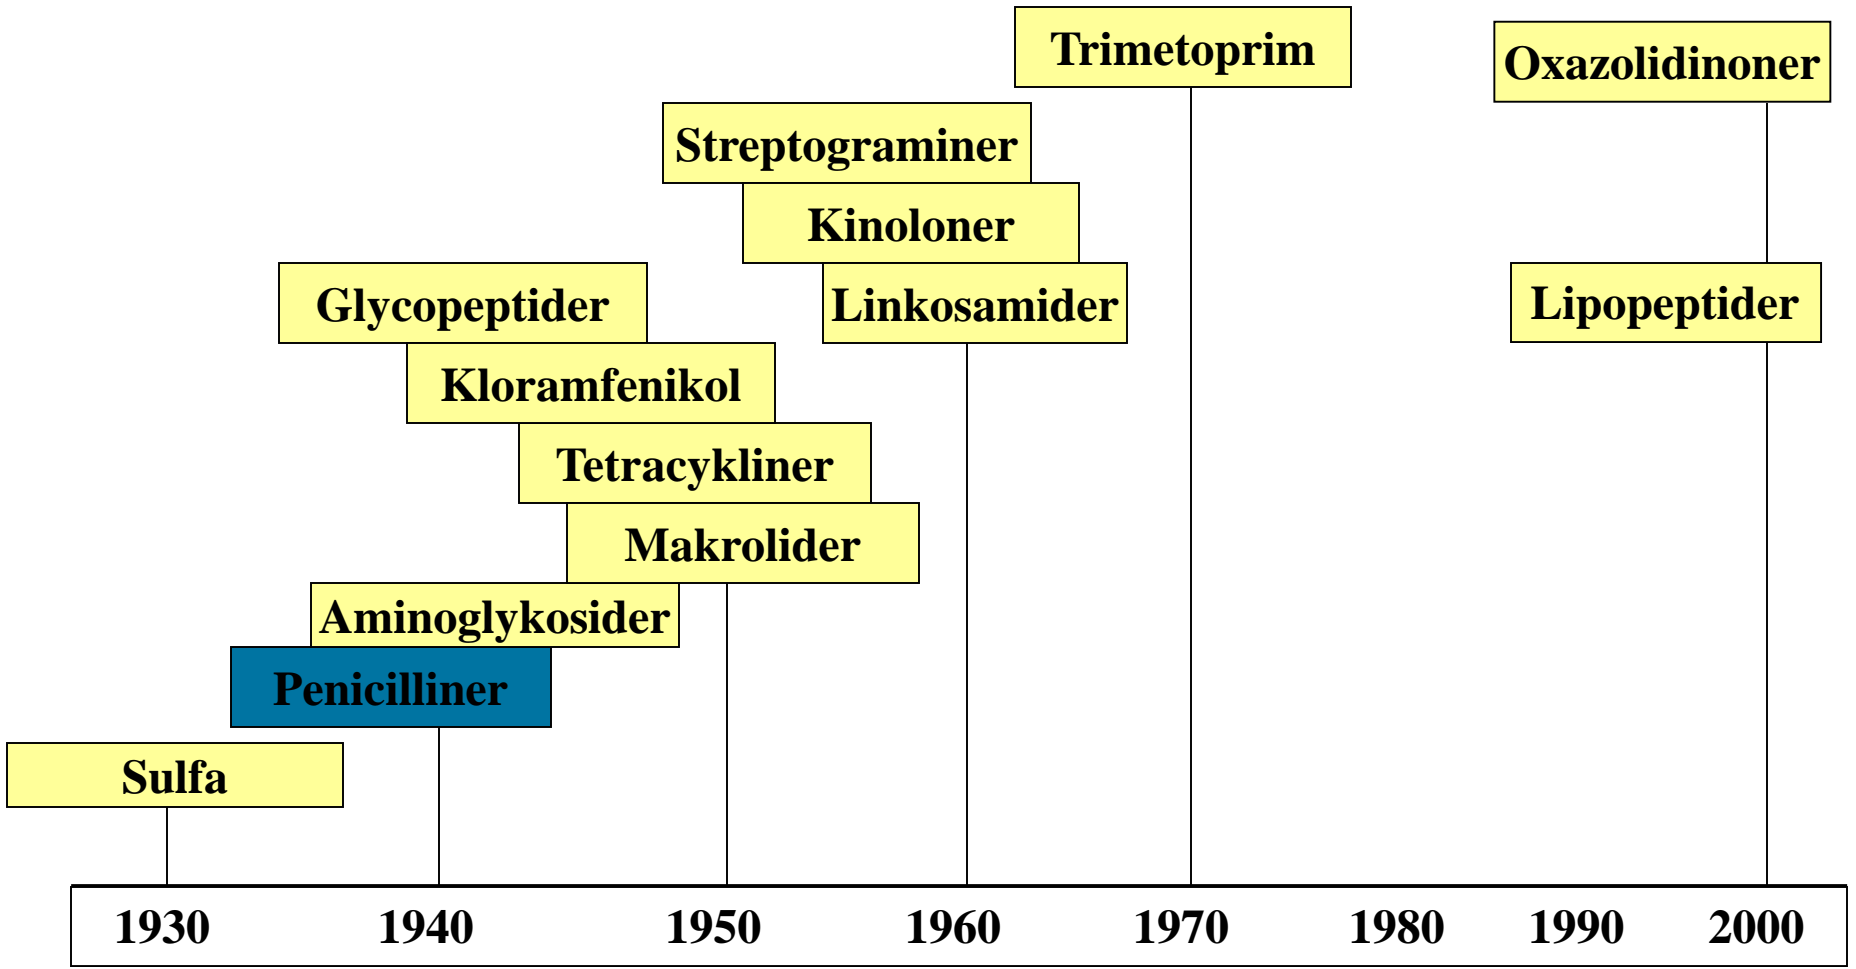 Trimetoprim
Oxazolidinoner
Streptograminer
Kinoloner
Glycopeptider
Linkosamider
Lipopeptider
Kloramfenikol
Tetracykliner
Makrolider
Aminoglykosider
Penicilliner
Sulfa
1930 1940 1950 1960 1970 1980 1990 2000